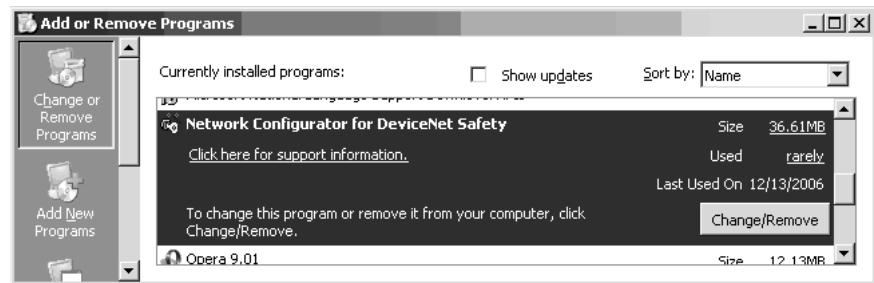 Add or Remove Programs
Change or
Remove
Programs
Add New
Programs
Currently installed programs:
Show updates
Sort by: Name
Network Configurator for DeviceNet Safety
Size 36.61MB
Click here for support information.
Used rarely
Last Used On 12/13/2006
To change this program or remove it from your computer, click
Change/Remove.
Change/Remove
Opera 9.01
Size 12.13MB